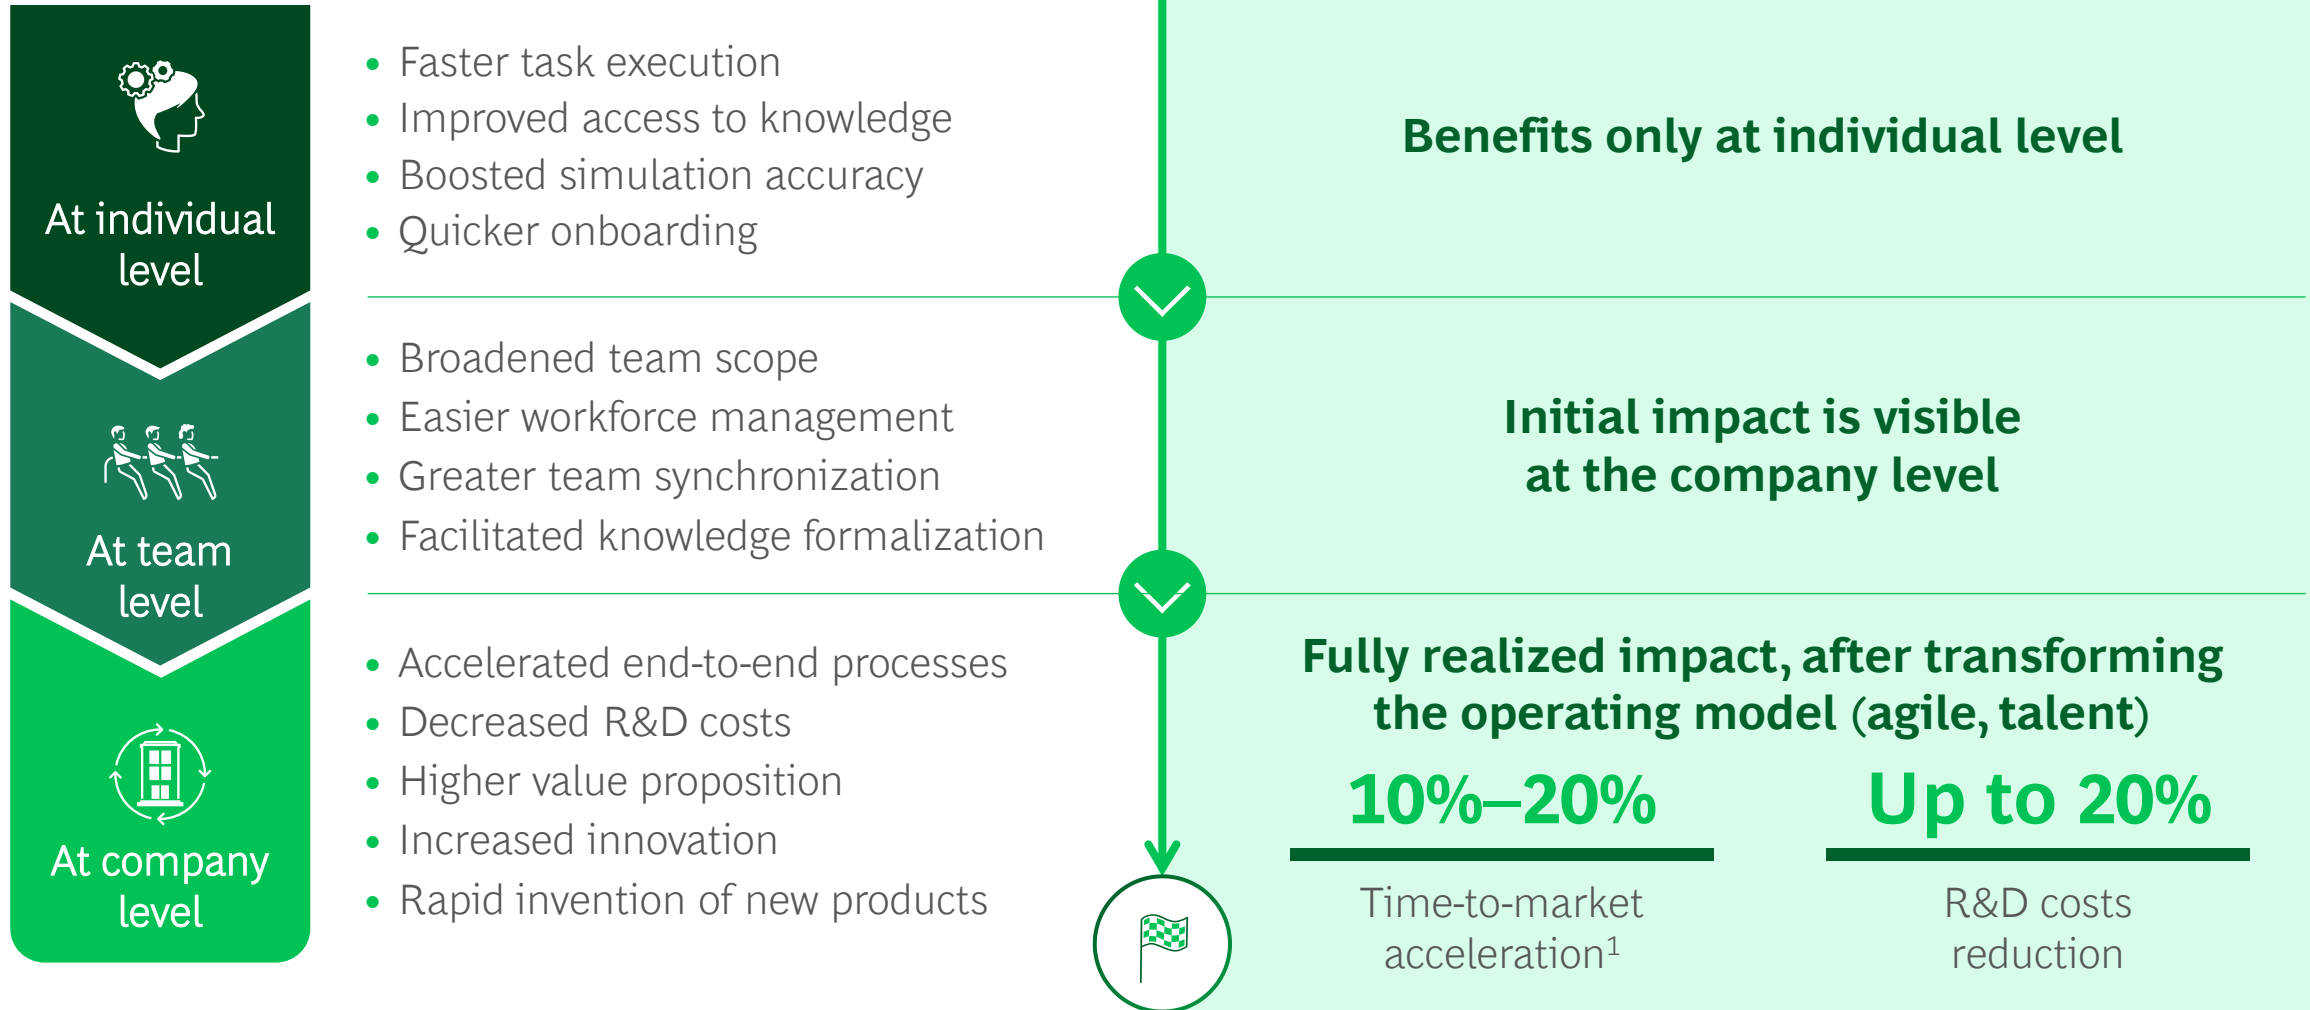 At individual
level
• Faster task execution
• Improved access to knowledge
• Boosted simulation accuracy
• Quicker onboarding
Benefits only at individual level
At team
level
• Broadened team scope
• Easier workforce management
• Greater team synchronization
• Facilitated knowledge formalization
Initial impact is visible
at the company level
At company
level
• Accelerated end-to-end processes
• Decreased R&D costs
• Higher value proposition
• Increased innovation
• Rapid invention of new products
Fully realized impact, after transforming
the operating model (agile, talent)
10%–20%
Time-to-market
acceleration¹
Up to 20%
R&D costs
reduction